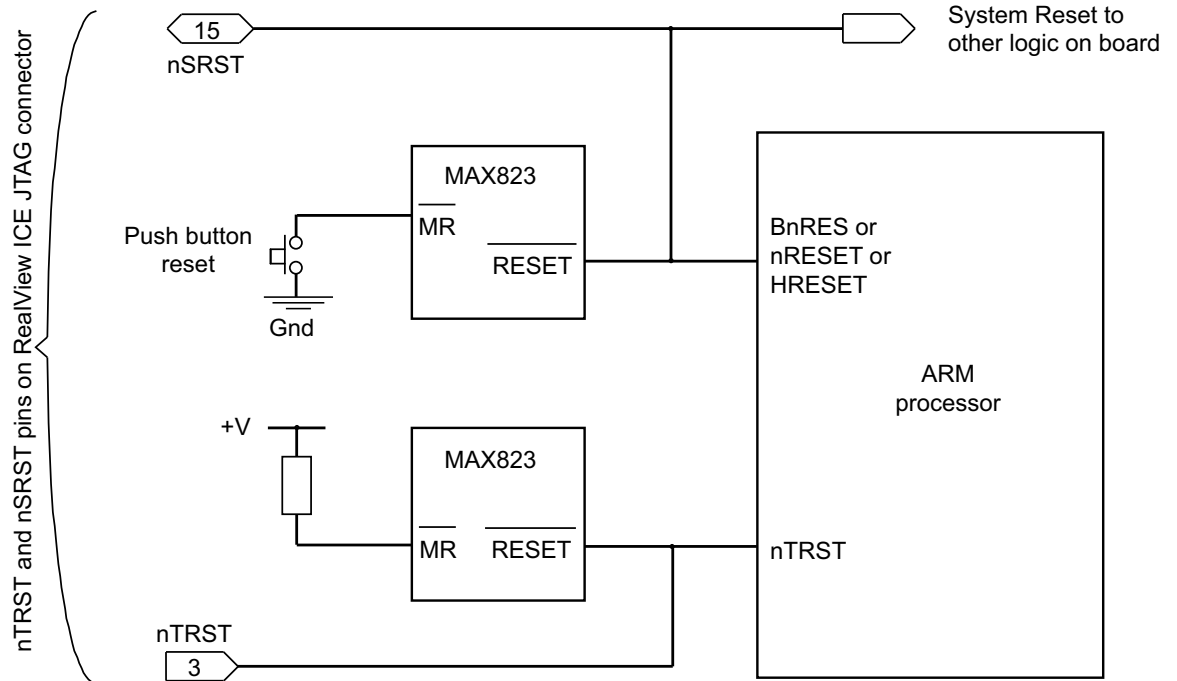 nTRST and nSRST pins on RealView ICE JTAG connector
15
nSRST
System Reset to
other logic on board
MAX823
MR
RESET
Push button
reset
Gnd
BnRES or
nRESET or
HRESET
ARM
processor
+V
MAX823
MR
RESET
nTRST
nTRST
3